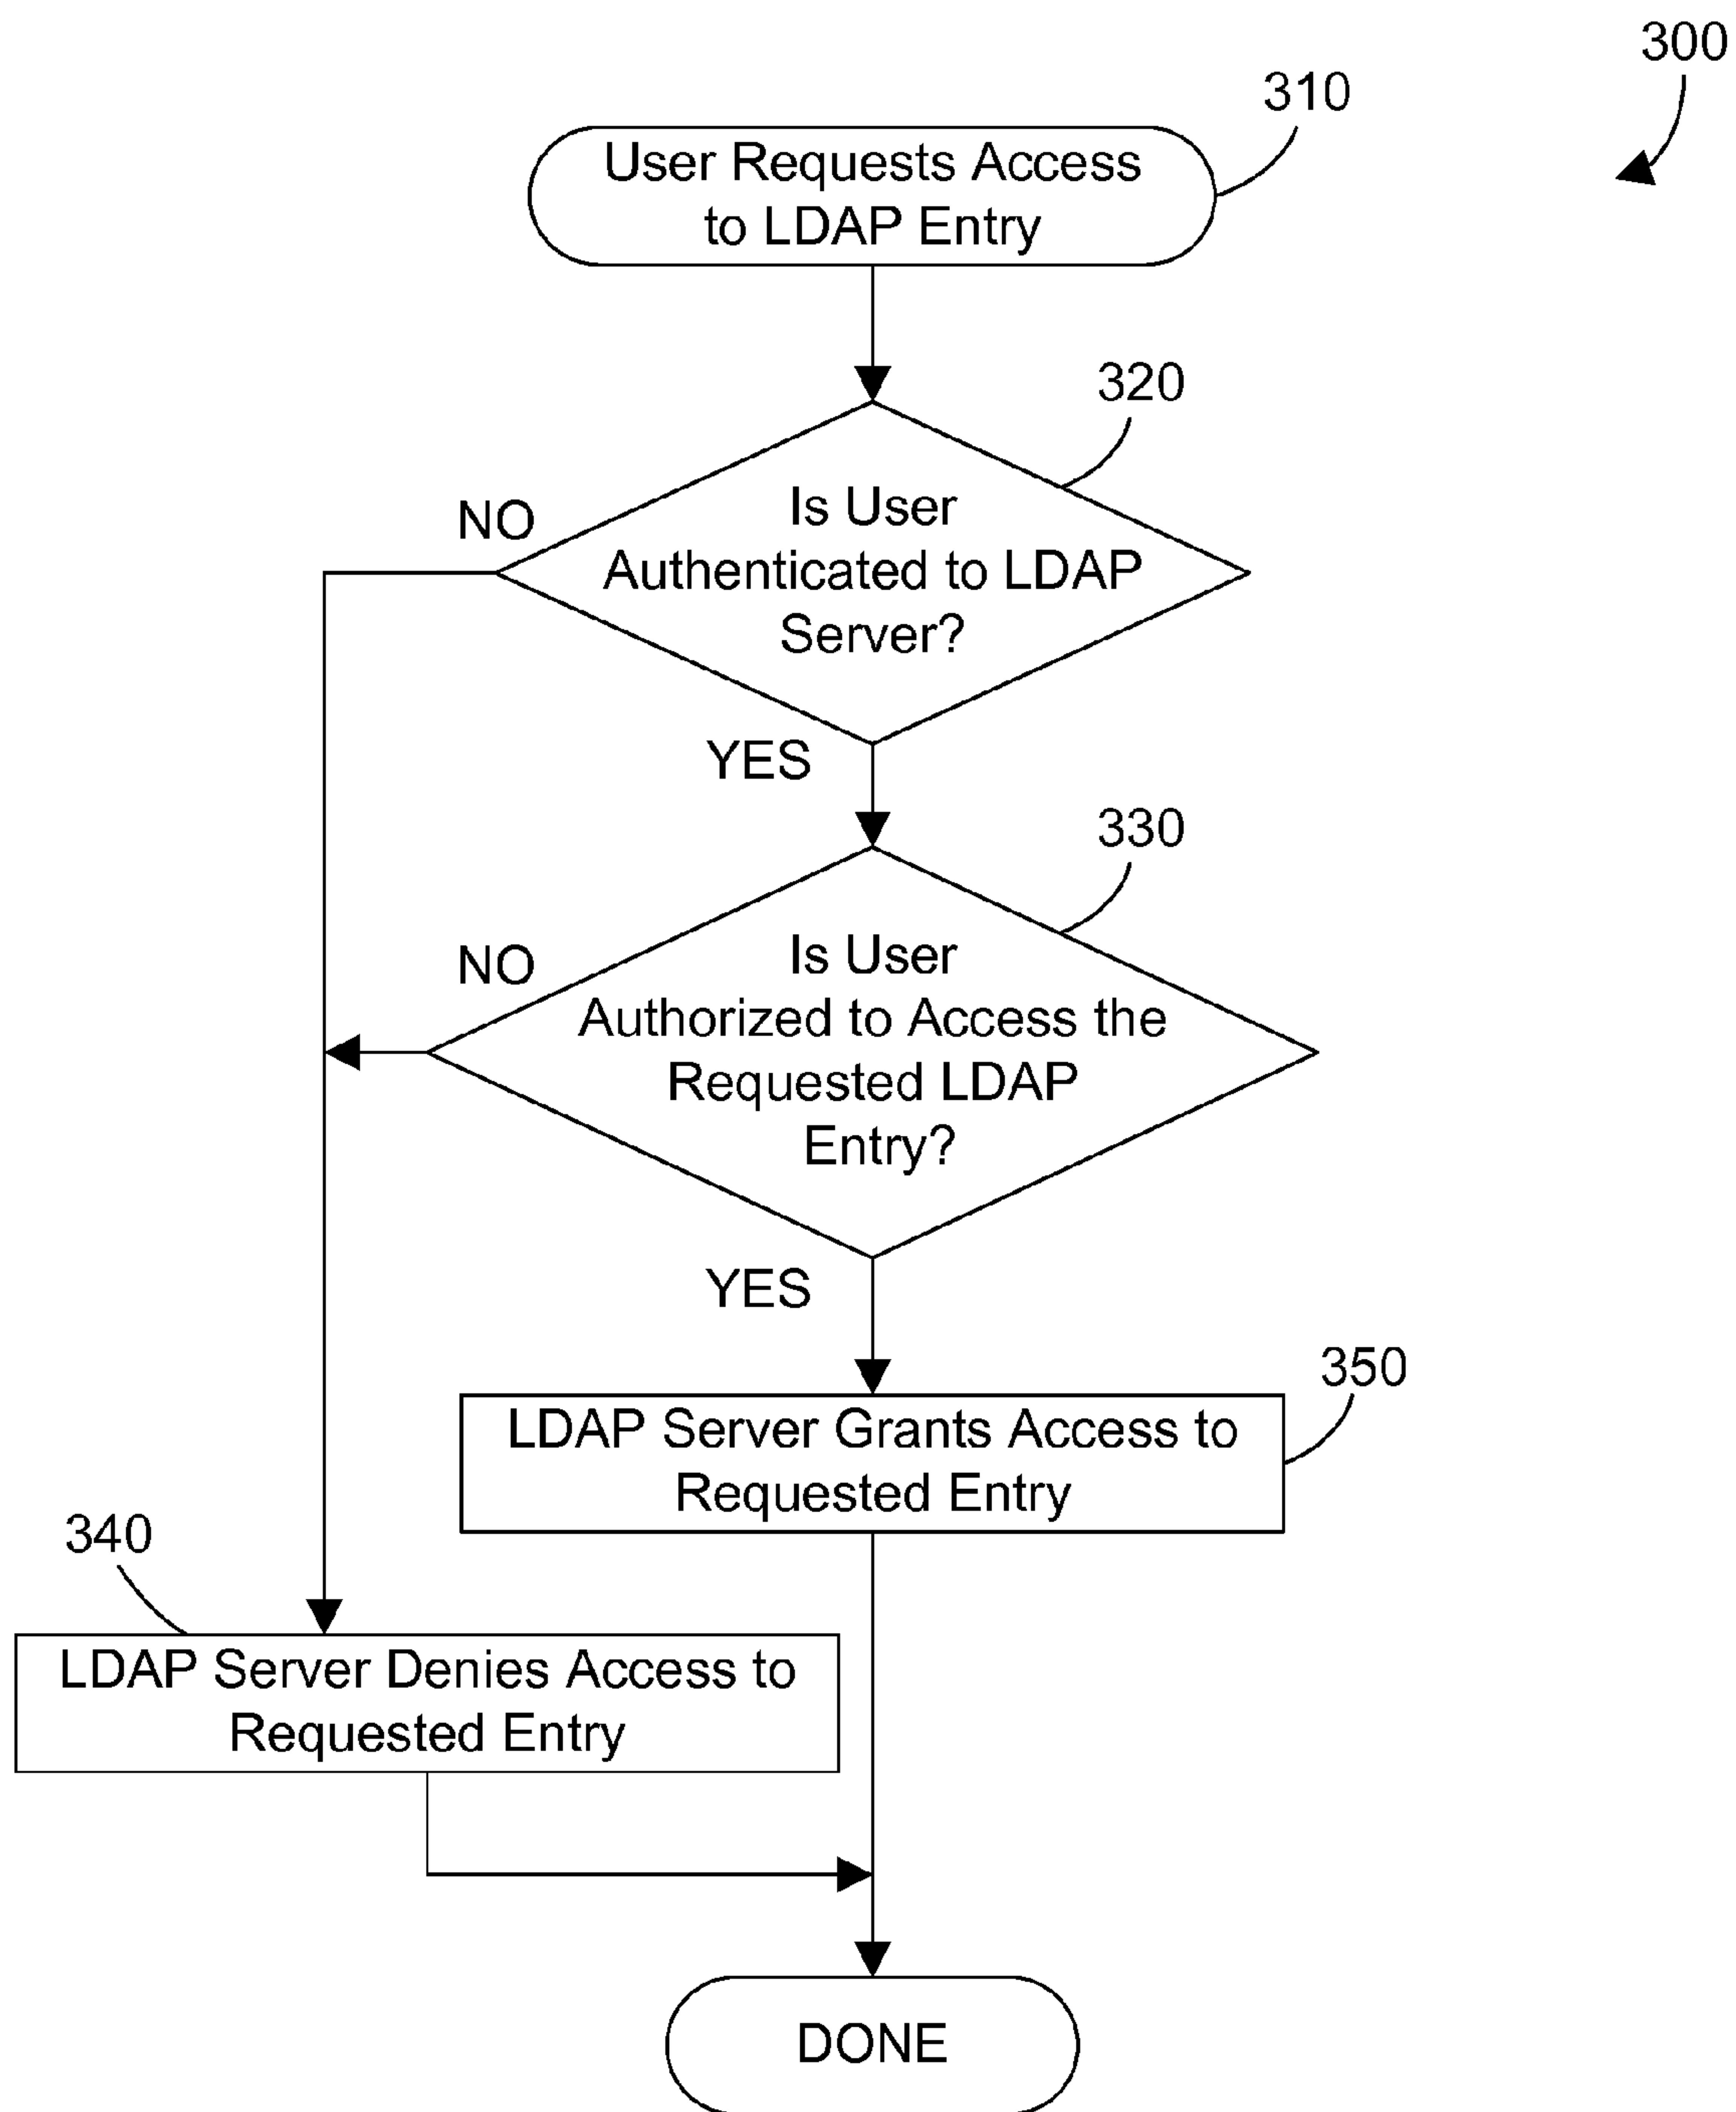 300
310
User Requests Access
to LDAP Entry
320
NO
Is User
Authenticated to LDAP
Server?
YES
330
NO
Is User
Authorized to Access the
Requested LDAP
Entry?
YES
350
LDAP Server Grants Access to
Requested Entry
340
LDAP Server Denies Access to
Requested Entry
DONE